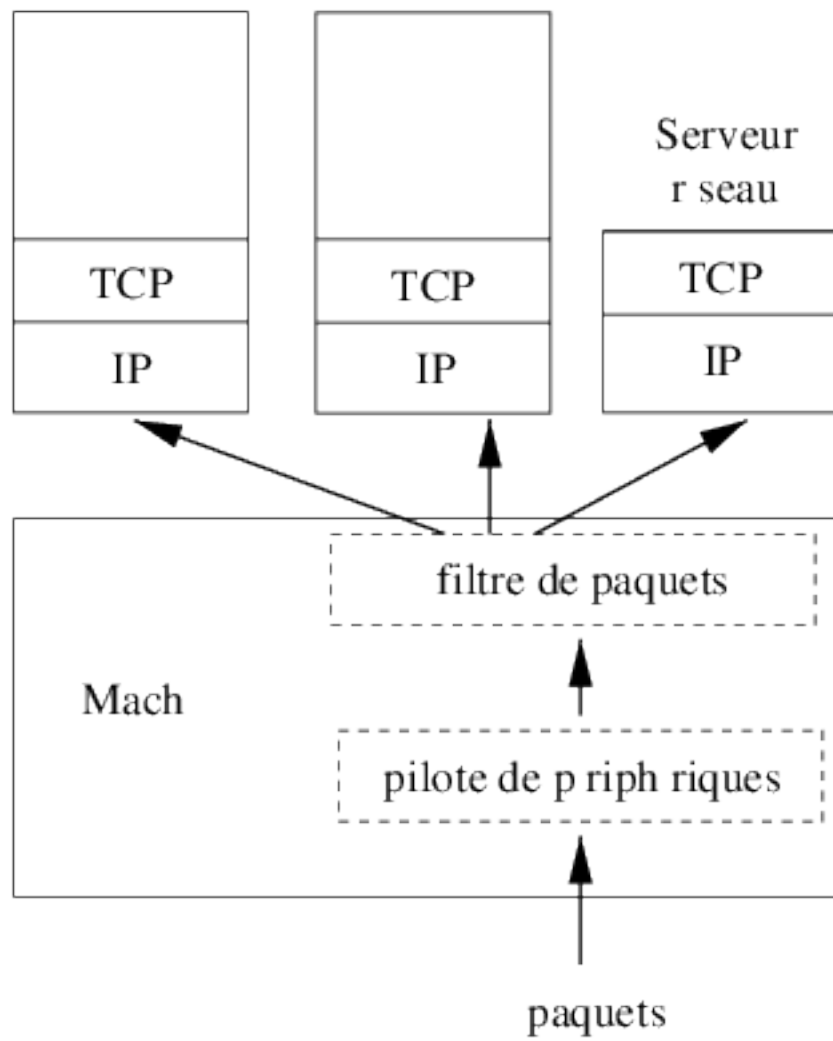 Serveur
r seau
TCP
TCP
TCP
IP
IP
IP
filtre de paquets
Mach
pilote de p riph riques
paquets